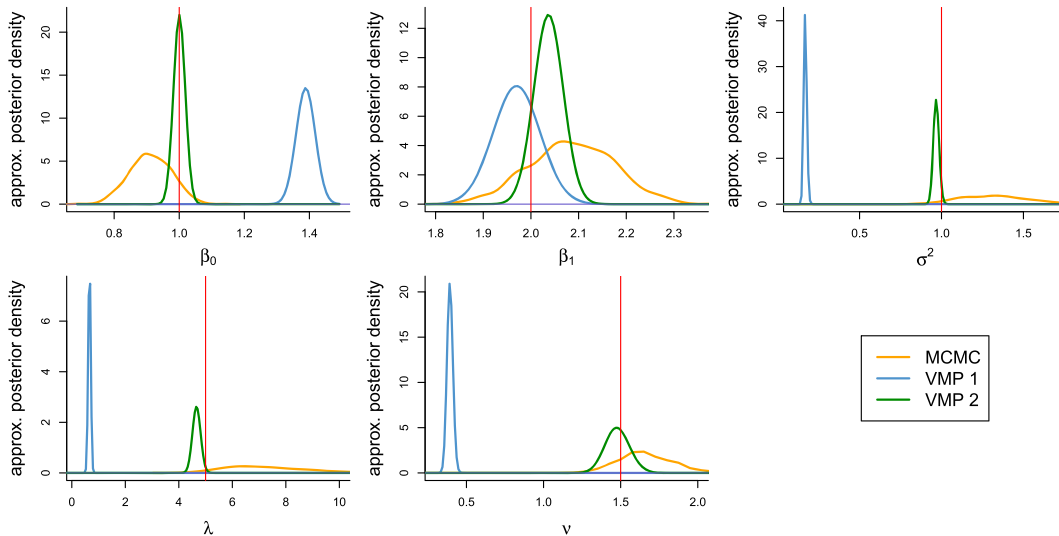 approx. posterior density
20
15
10
5
0
0.8 1.0 1.2 1.4
β₀
approx. posterior density
12
10
8
6
4
2
0
1.8 1.9 2.0 2.1 2.2 2.3
β₁
approx. posterior density
40
30
20
10
0
0.5 1.0 1.5
σ²
approx. posterior density
6
4
2
0
0 2 4 6 8 10
λ
approx. posterior density
20
15
10
5
0
0.5 1.0 1.5 2.0
ν
MCMC
VMP 1
VMP 2